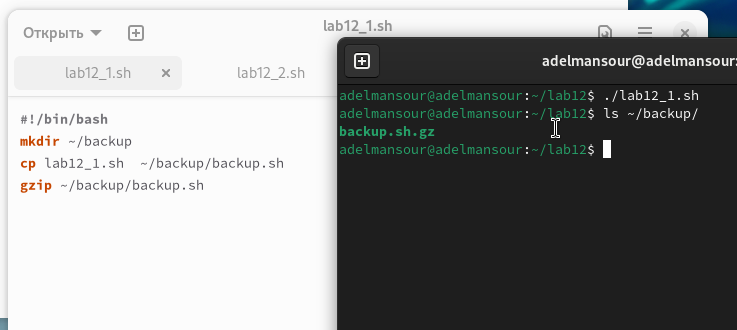 Открыть
lab12_1.sh
lab12_1.sh
lab12_2.sh
#!/bin/bash
mkdir ~/backup
cp lab12_1.sh  ~/backup/backup.sh
gzip ~/backup/backup.sh
adelmansour@adelmansour:
adelmansour@adelmansour:~/lab12$ ./lab12_1.sh
adelmansour@adelmansour:~/lab12$ ls ~/backup/
backup.sh.gz
adelmansour@adelmansour:~/lab12$